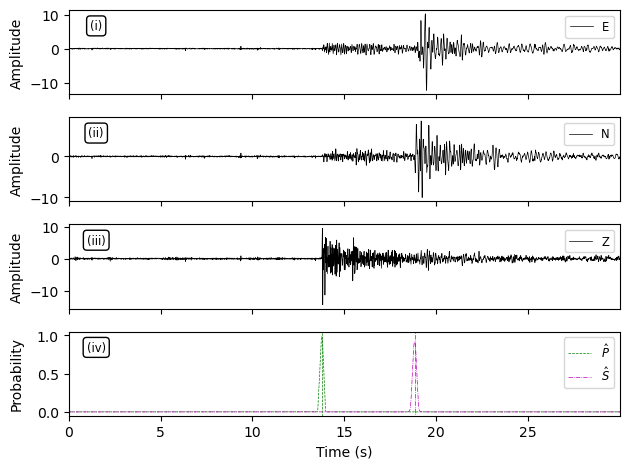 Amplitude
10
0
−10
(i)
E
Amplitude
0
−10
(ii)
N
Amplitude
10
0
−10
(iii)
Z
Probability
1.0
0.5
0.0
(iv)
P̂
Ŝ
0 5 10 15 20 25
Time (s)